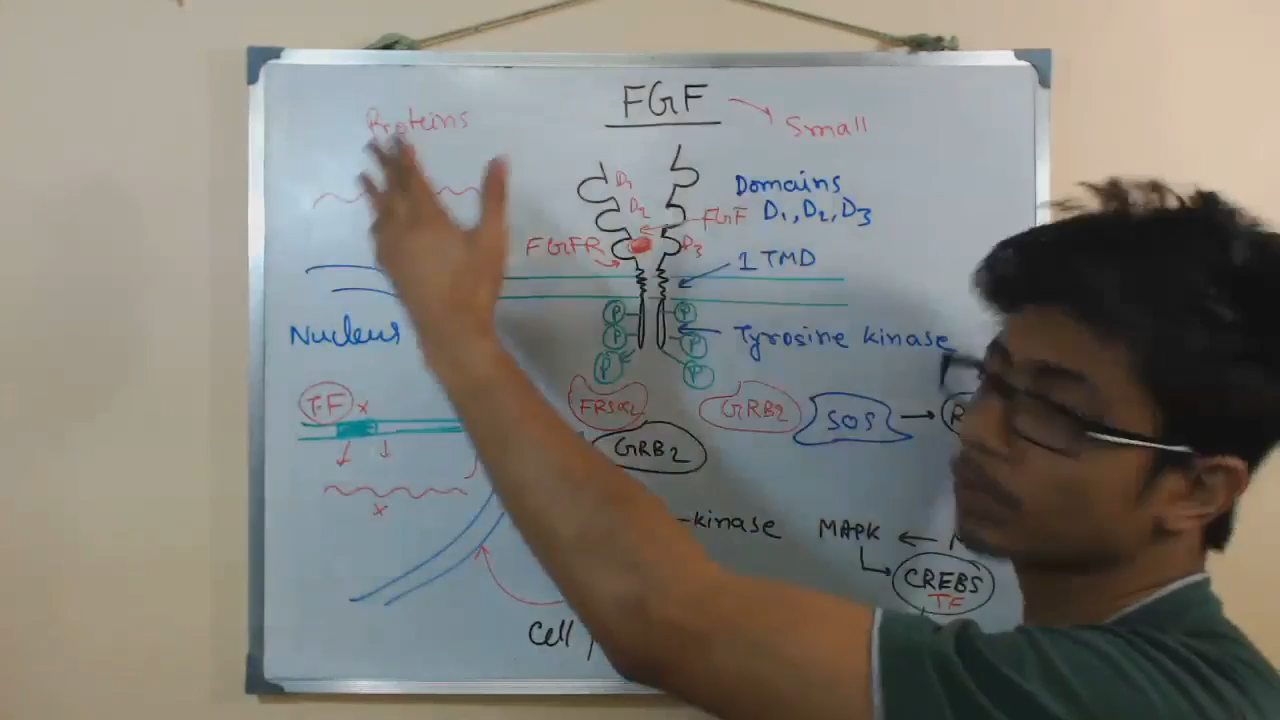 FGF
Small
Proteins
D1
D2
Domains
D1, D2, D3
FGF
FGFR
D3
1 TMD
Nucleus
P P
P P
P P
Tyrosine kinase
T.F x
FRSα2
GRB2
SOS
GRB2
x
-kinase
MAPK
CREBS
TF
Cell